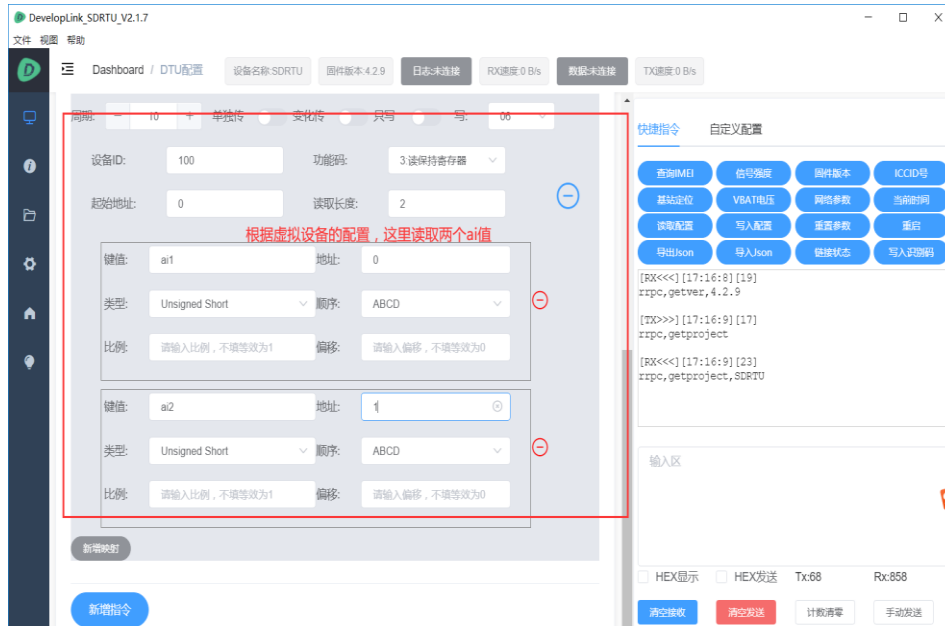 DevelopLink_SDRTU_V2.1.7
文件 视图 帮助
Dashboard / DTU配置 设备名称:SDRTU 固件版本:4.2.9 日志:未连接 RX速度:0 B/s 数据:未连接 TX速度:0 B/s
周期: − 10 + 单独传 变化传 只写 写: 06
设备ID: 100 功能码: 3.读保持寄存器
起始地址: 0 读取长度: 2
根据虚拟设备的配置，这里读取两个ai值
键值: ai1 地址: 0
类型: Unsigned Short 顺序: ABCD
比例: 请输入比例，不填等效为1 偏移: 请输入偏移，不填等效为0
键值: ai2 地址: 1
类型: Unsigned Short 顺序: ABCD
比例: 请输入比例，不填等效为1 偏移: 请输入偏移，不填等效为0
新增映射
新增指令
快捷指令 自定义配置
查询IMEI 信号强度 固件版本 ICCID号
基站定位 VBAT电压 网络参数 当前时间
读取配置 写入配置 重置参数 重启
导出Json 导入Json 链接状态 写入识别码
[RX<<<][17:16:8][19]
rrpc,getver,4.2.9
[TX>>>][17:16:9][17]
rrpc,getproject
[RX<<<][17:16:9][23]
rrpc,getproject,SDRTU
输入区
HEX显示 HEX发送 Tx:68 Rx:858
清空接收 清空发送 计数清零 手动发送